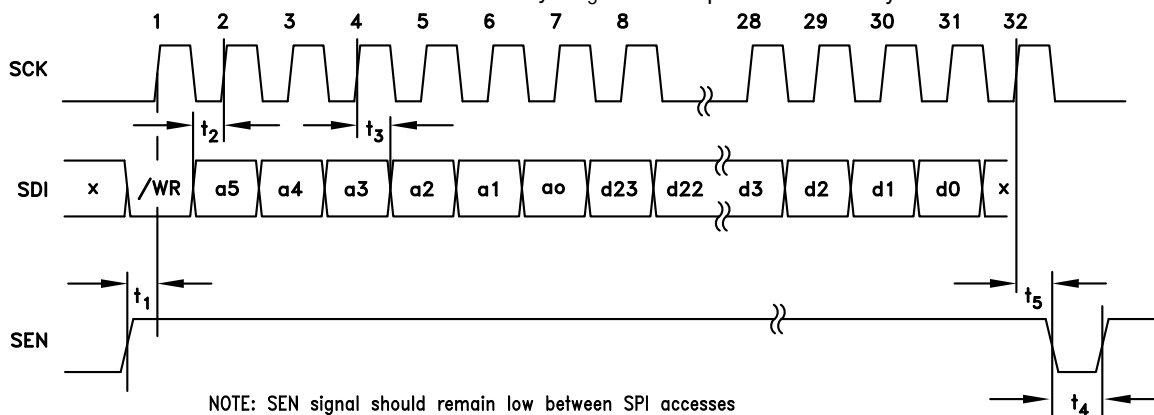 1 2 3 4 5 6 7 8 28 29 30 31 32
SCK
t2 t3
SDI x /WR a5 a4 a3 a2 a1 ao d23 d22 d3 d2 d1 d0 x
t1 t5
SEN
NOTE: SEN signal should remain low between SPI accesses
t4